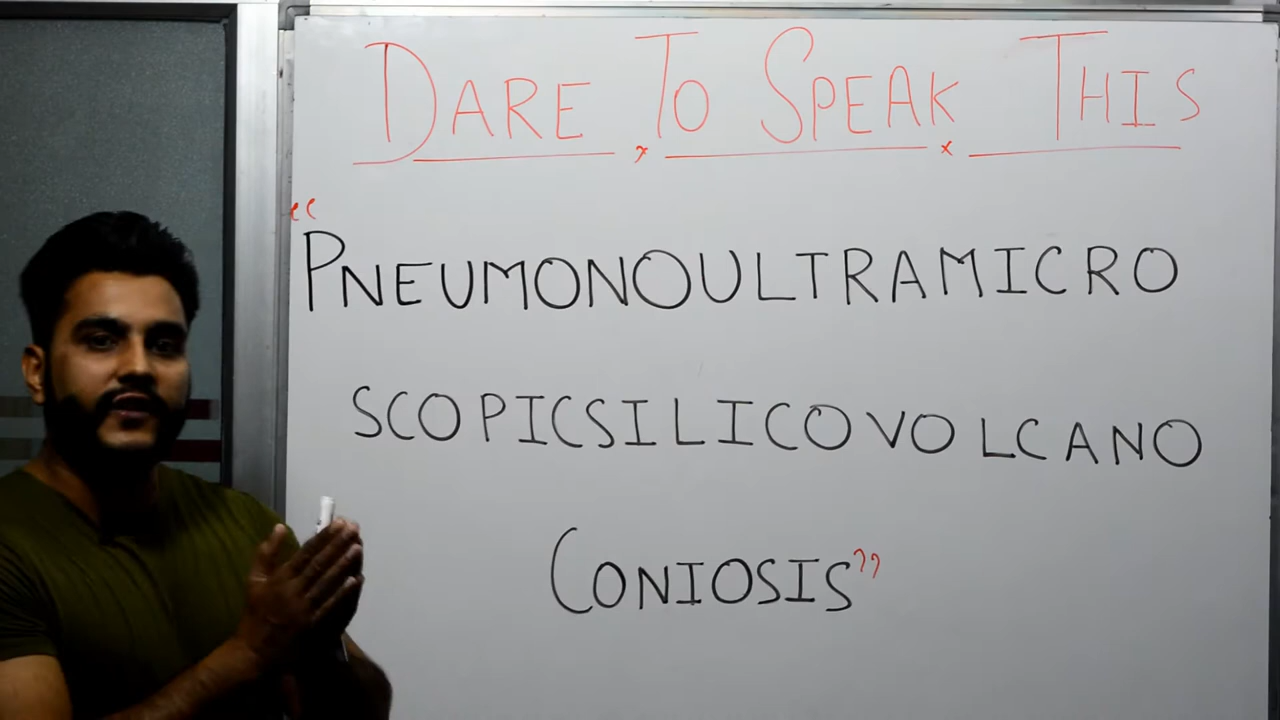 DARE TO SPEAK THIS
“PNEUMONOULTRAMICRO
SCOPICSILICOVOLCANO
CONIOSIS”